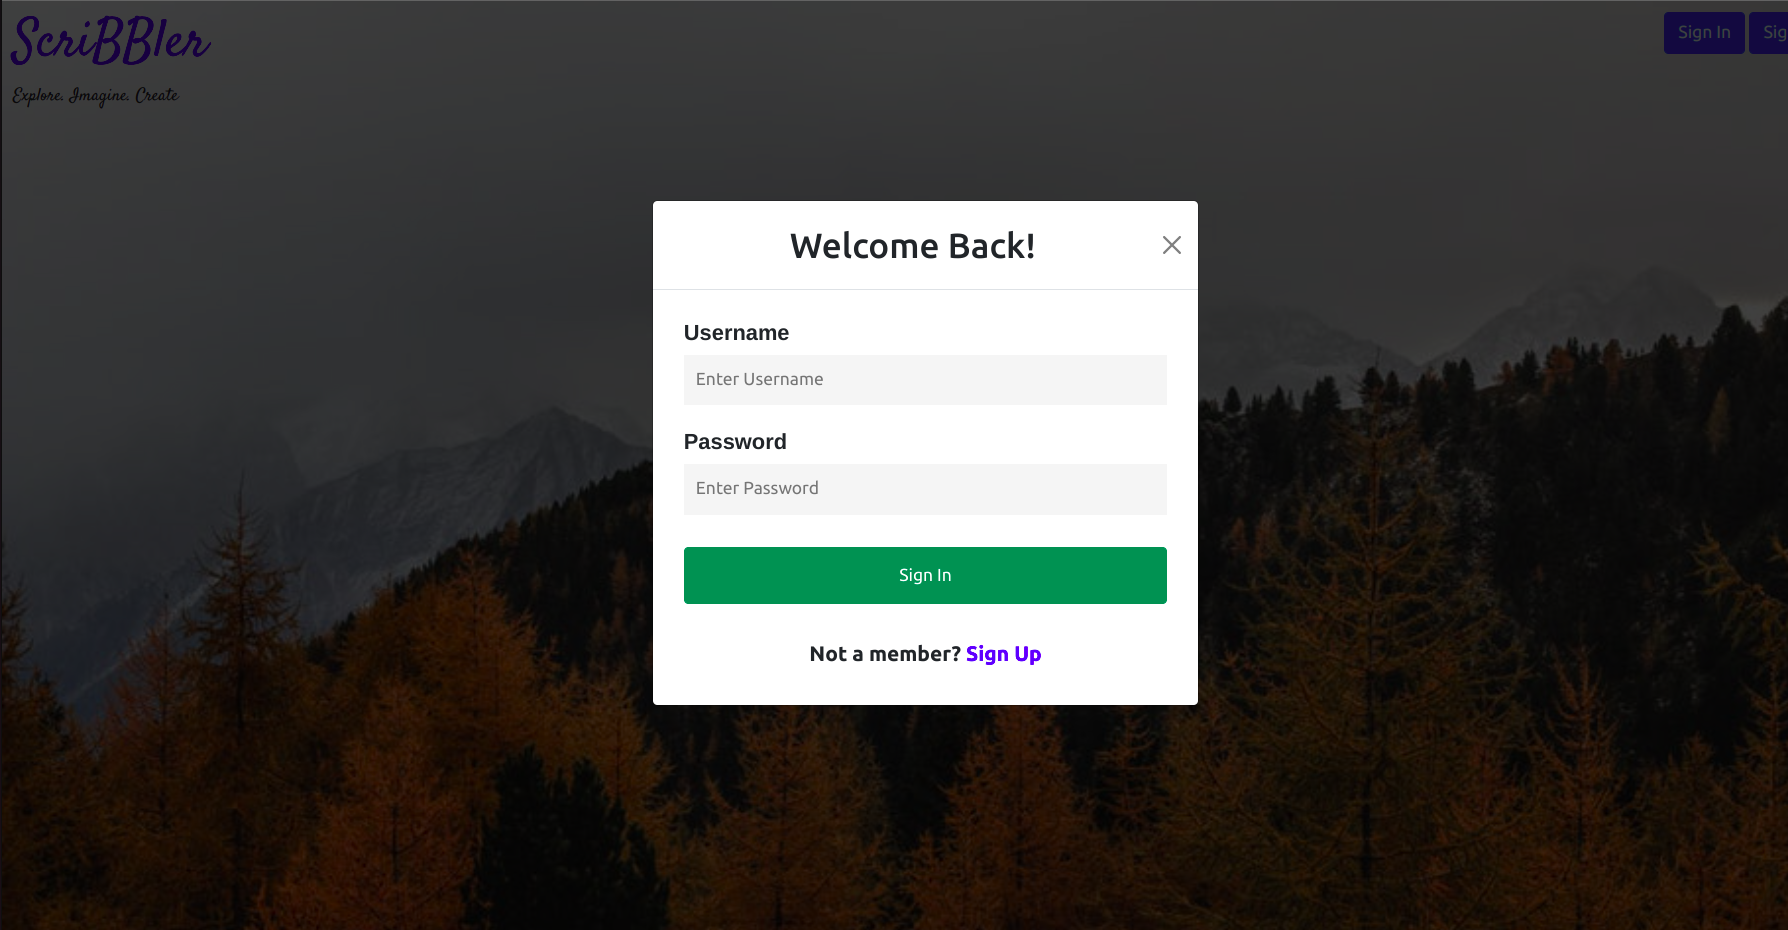 ScriBBler
Explore. Imagine. Create
Sign In
Sig
Welcome Back!
Username
Enter Username
Password
Enter Password
Sign In
Not a member? Sign Up